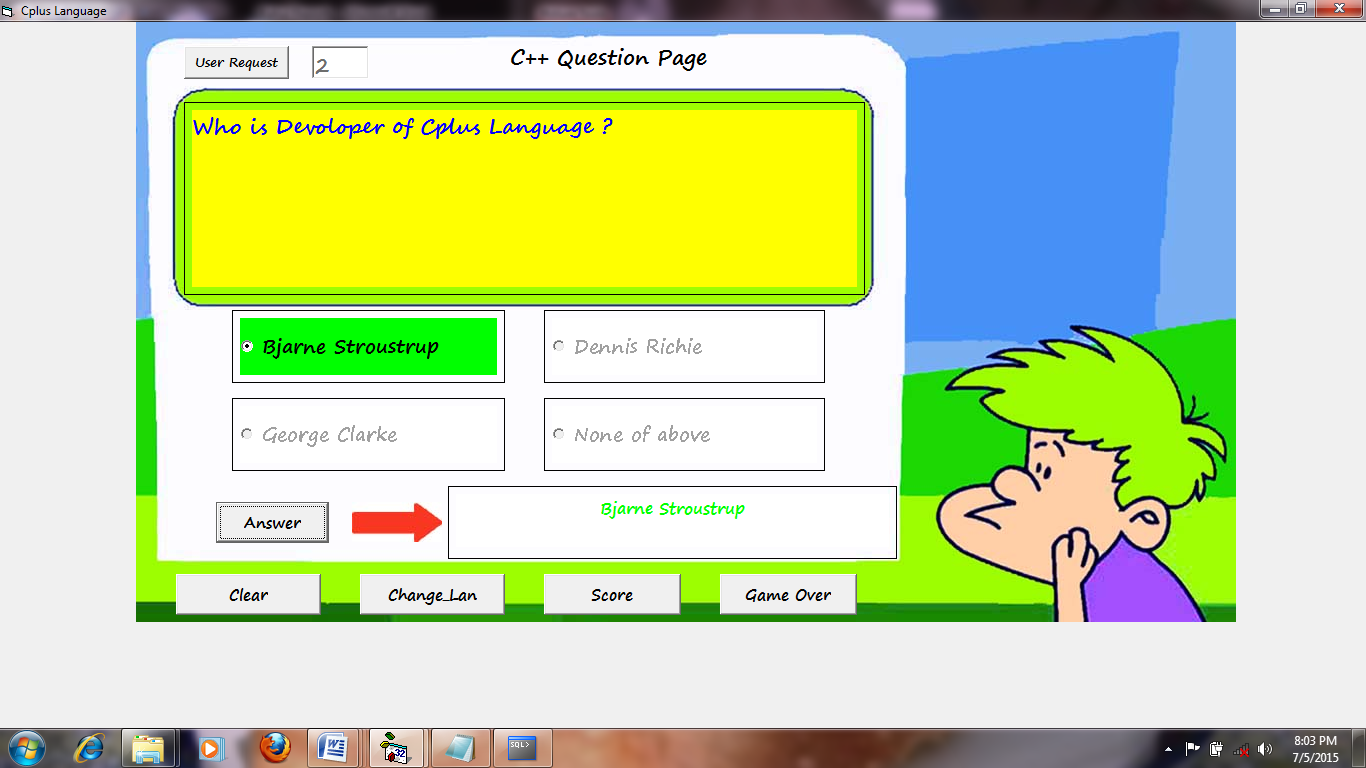 Cplus Language
User Request
2
C++ Question Page
Who is Devoloper of Cplus Language ?
Bjarne Stroustrup
Dennis Richie
George Clarke
None of above
Answer
Bjarne Stroustrup
Clear
Change_Lan
Score
Game Over
32
SQL>
8:03 PM
7/5/2015